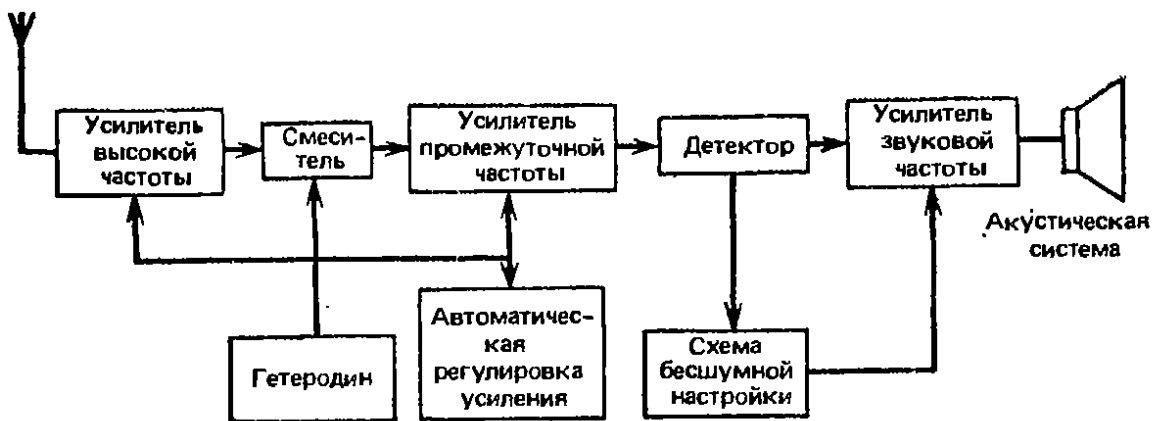 Усилитель
высокой
частоты
Смеси-
тель
Усилитель
промежуточной
частоты
Детектор
Усилитель
звуковой
частоты
Акустическая
система
Гетеродин
Автоматичес-
кая
регулировка
усиления
Схема
бесшумной
настройки